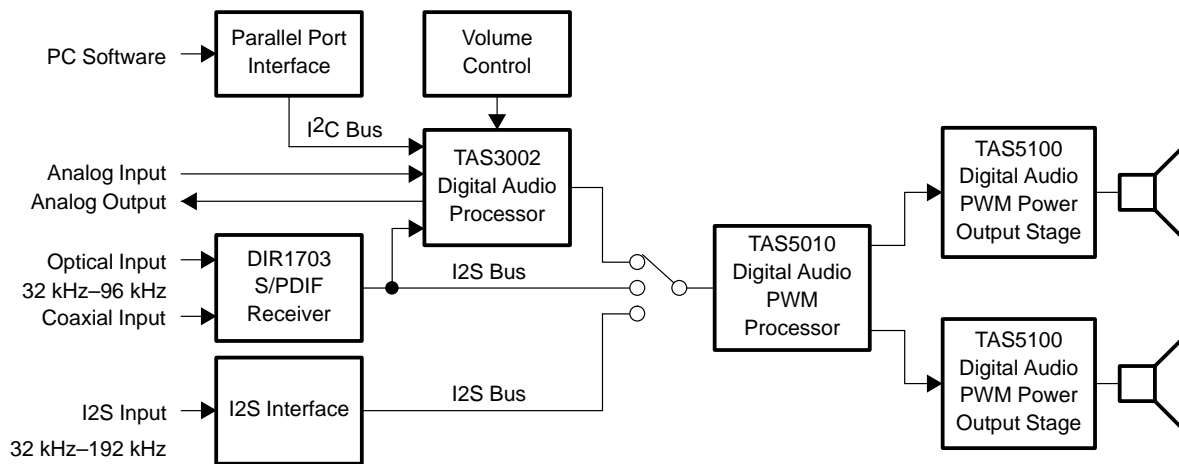 PC Software
Parallel Port
Interface
Volume
Control
I2C Bus
Analog Input
Analog Output
TAS3002
Digital Audio
Processor
Optical Input
32 kHz–96 kHz
Coaxial Input
DIR1703
S/PDIF
Receiver
I2S Bus
I2S Input
32 kHz–192 kHz
I2S Interface
I2S Bus
TAS5010
Digital Audio
PWM
Processor
TAS5100
Digital Audio
PWM Power
Output Stage
TAS5100
Digital Audio
PWM Power
Output Stage